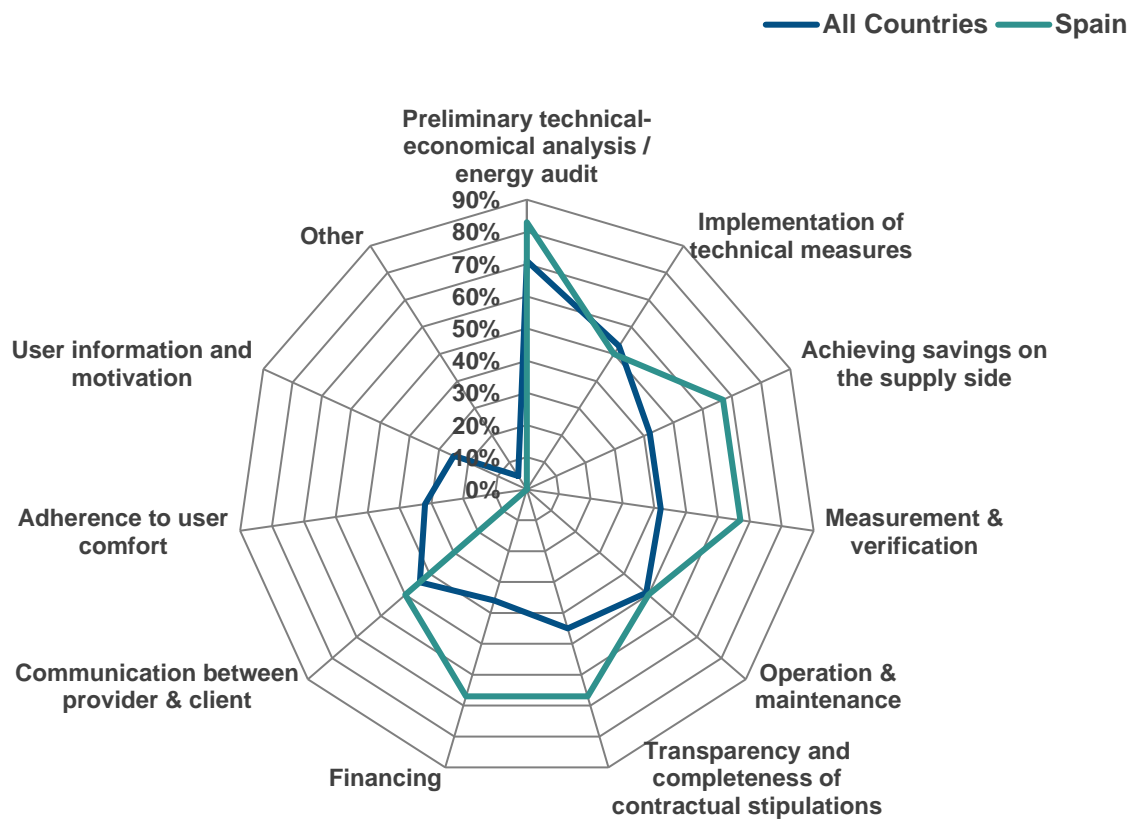 All Countries
Spain
Preliminary technical-
economical analysis /
energy audit
90%
80%
70%
60%
50%
40%
30%
20%
10%
0%
Implementation of
technical measures
Achieving savings on
the supply side
Measurement &
verification
Operation &
maintenance
Transparency and
completeness of
contractual stipulations
Financing
Communication between
provider & client
Adherence to user
comfort
User information and
motivation
Other